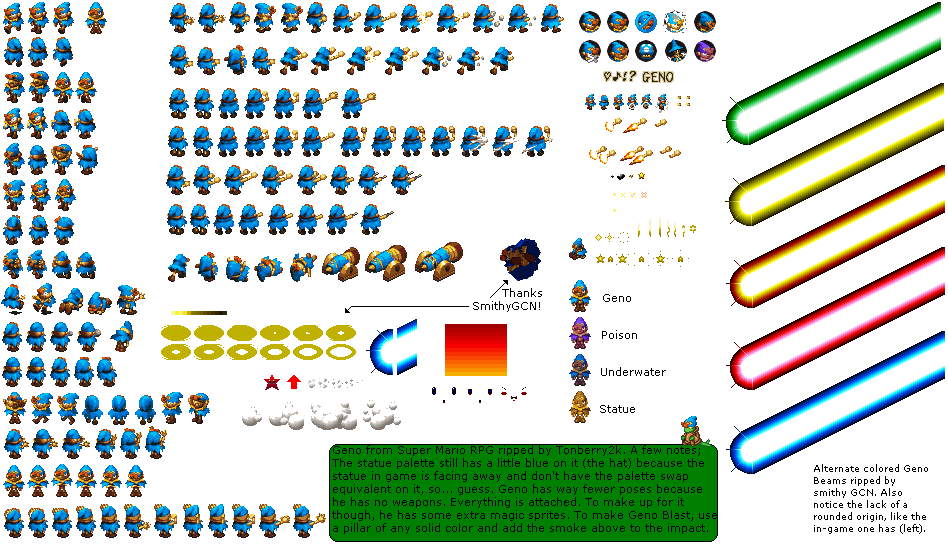 ♡♪!? GENO
Thanks
SmithyGCN!
Geno
Poison
Underwater
Statue
Geno from Super Mario RPG ripped by Tonberry2k. A few notes;
The statue palette still has a little blue on it (the hat) because the
statue in game is facing away and don't have the palette swap
equivalent on it, so... guess. Geno has way fewer poses because
he has no weapons. Everything is attached. To make up for it
though, he has some extra magic sprites. To make Geno Blast, use
a pillar of any solid color and add the smoke above to the impact.
Alternate colored Geno
Beams ripped by
smithy GCN. Also
notice the lack of a
rounded origin, like the
in-game one has (left).